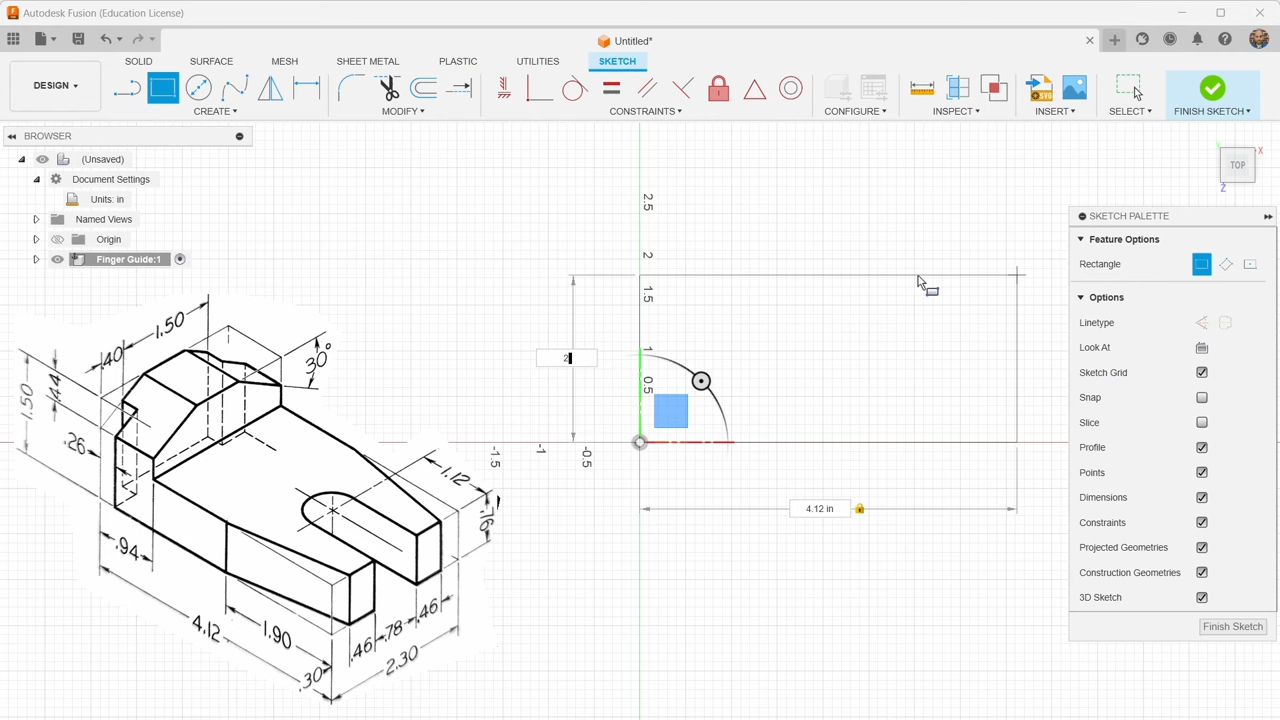 Autodesk Fusion (Education License)
Untitled*
DESIGN
SOLID SURFACE MESH SHEET METAL PLASTIC UTILITIES SKETCH
CREATE MODIFY CONSTRAINTS CONFIGURE INSPECT INSERT SELECT FINISH SKETCH
SVG
BROWSER
(Unsaved)
Document Settings
Units: in
Named Views
Origin
Finger Guide:1
TOP
X
Y
Z
SKETCH PALETTE
Feature Options
Rectangle
Options
Linetype
Look At
Sketch Grid
Snap
Slice
Profile
Points
Dimensions
Constraints
Projected Geometries
Construction Geometries
3D Sketch
Finish Sketch
2.5
2
1.5
1
0.5
-1.5
-1
-0.5
2
4.12 in
1.50
.40
30°
1.50
.44
.26
1.12
.76
.94
4.12
1.90
.46
.78
.46
2.30
.30